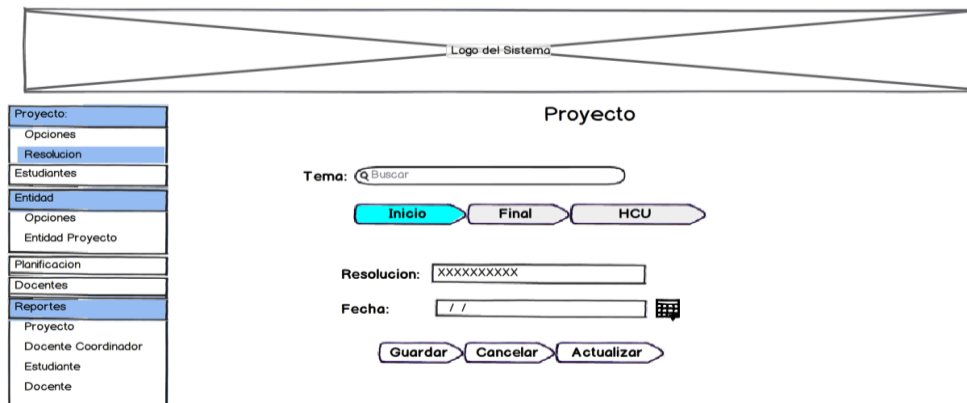 Logo del Sistema
Proyecto:
Opciones
Resolucion
Estudiantes
Entidad
Opciones
Entidad Proyecto
Planificacion
Docentes
Reportes
Proyecto
Docente Coordinador
Estudiante
Docente
Proyecto
Tema: Buscar
Inicio Final HCU
Resolucion: XXXXXXXXXX
Fecha: / /
Guardar Cancelar Actualizar